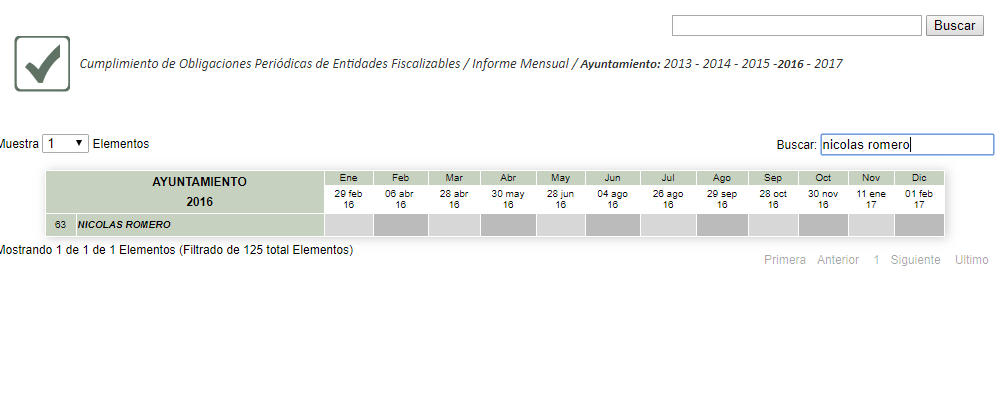 Buscar
Cumplimiento de Obligaciones Periódicas de Entidades Fiscalizables / Informe Mensual / Ayuntamiento: 2013 - 2014 - 2015 -2016 - 2017
Muestra 1 Elementos
Buscar: nicolas romero
AYUNTAMIENTO
2016
Ene Feb Mar Abr May Jun Jul Ago Sep Oct Nov Dic
29 feb 16 06 abr 16 28 abr 16 30 may 16 28 jun 16 04 ago 16 26 ago 16 29 sep 16 28 oct 16 30 nov 16 11 ene 17 01 feb 17
63 NICOLAS ROMERO
Mostrando 1 de 1 de 1 Elementos (Filtrado de 125 total Elementos)
Primera Anterior 1 Siguiente Ultimo